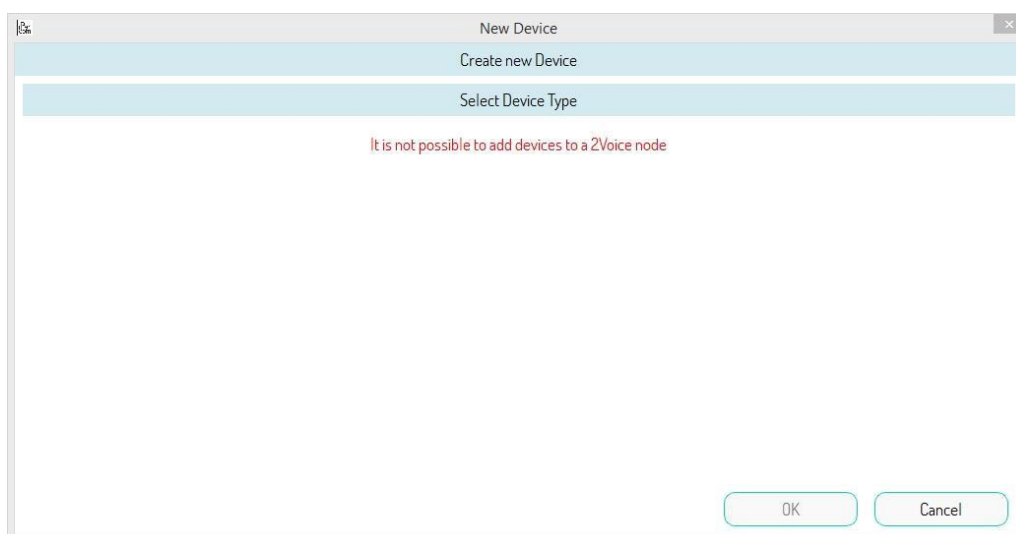 New Device
Create new Device
Select Device Type
It is not possible to add devices to a 2Voice node
OK
Cancel